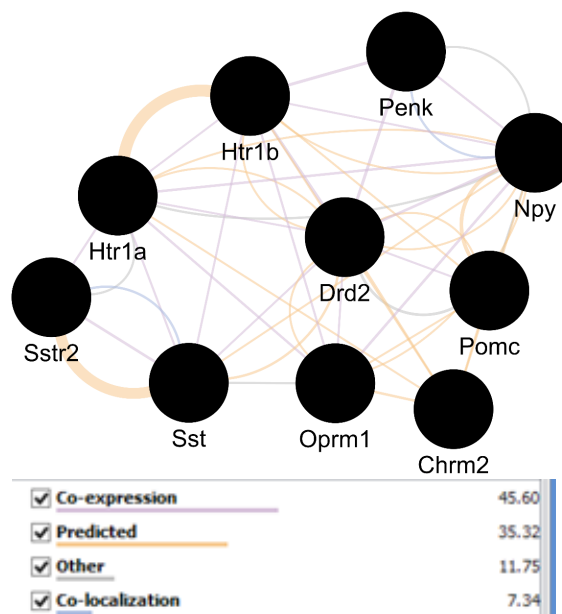 Penk
Htr1b
Npy
Htr1a
Drd2
Pomc
Sstr2
Sst
Oprm1
Chrm2
Co-expression 45.60
Predicted 35.32
Other 11.75
Co-localization 7.34